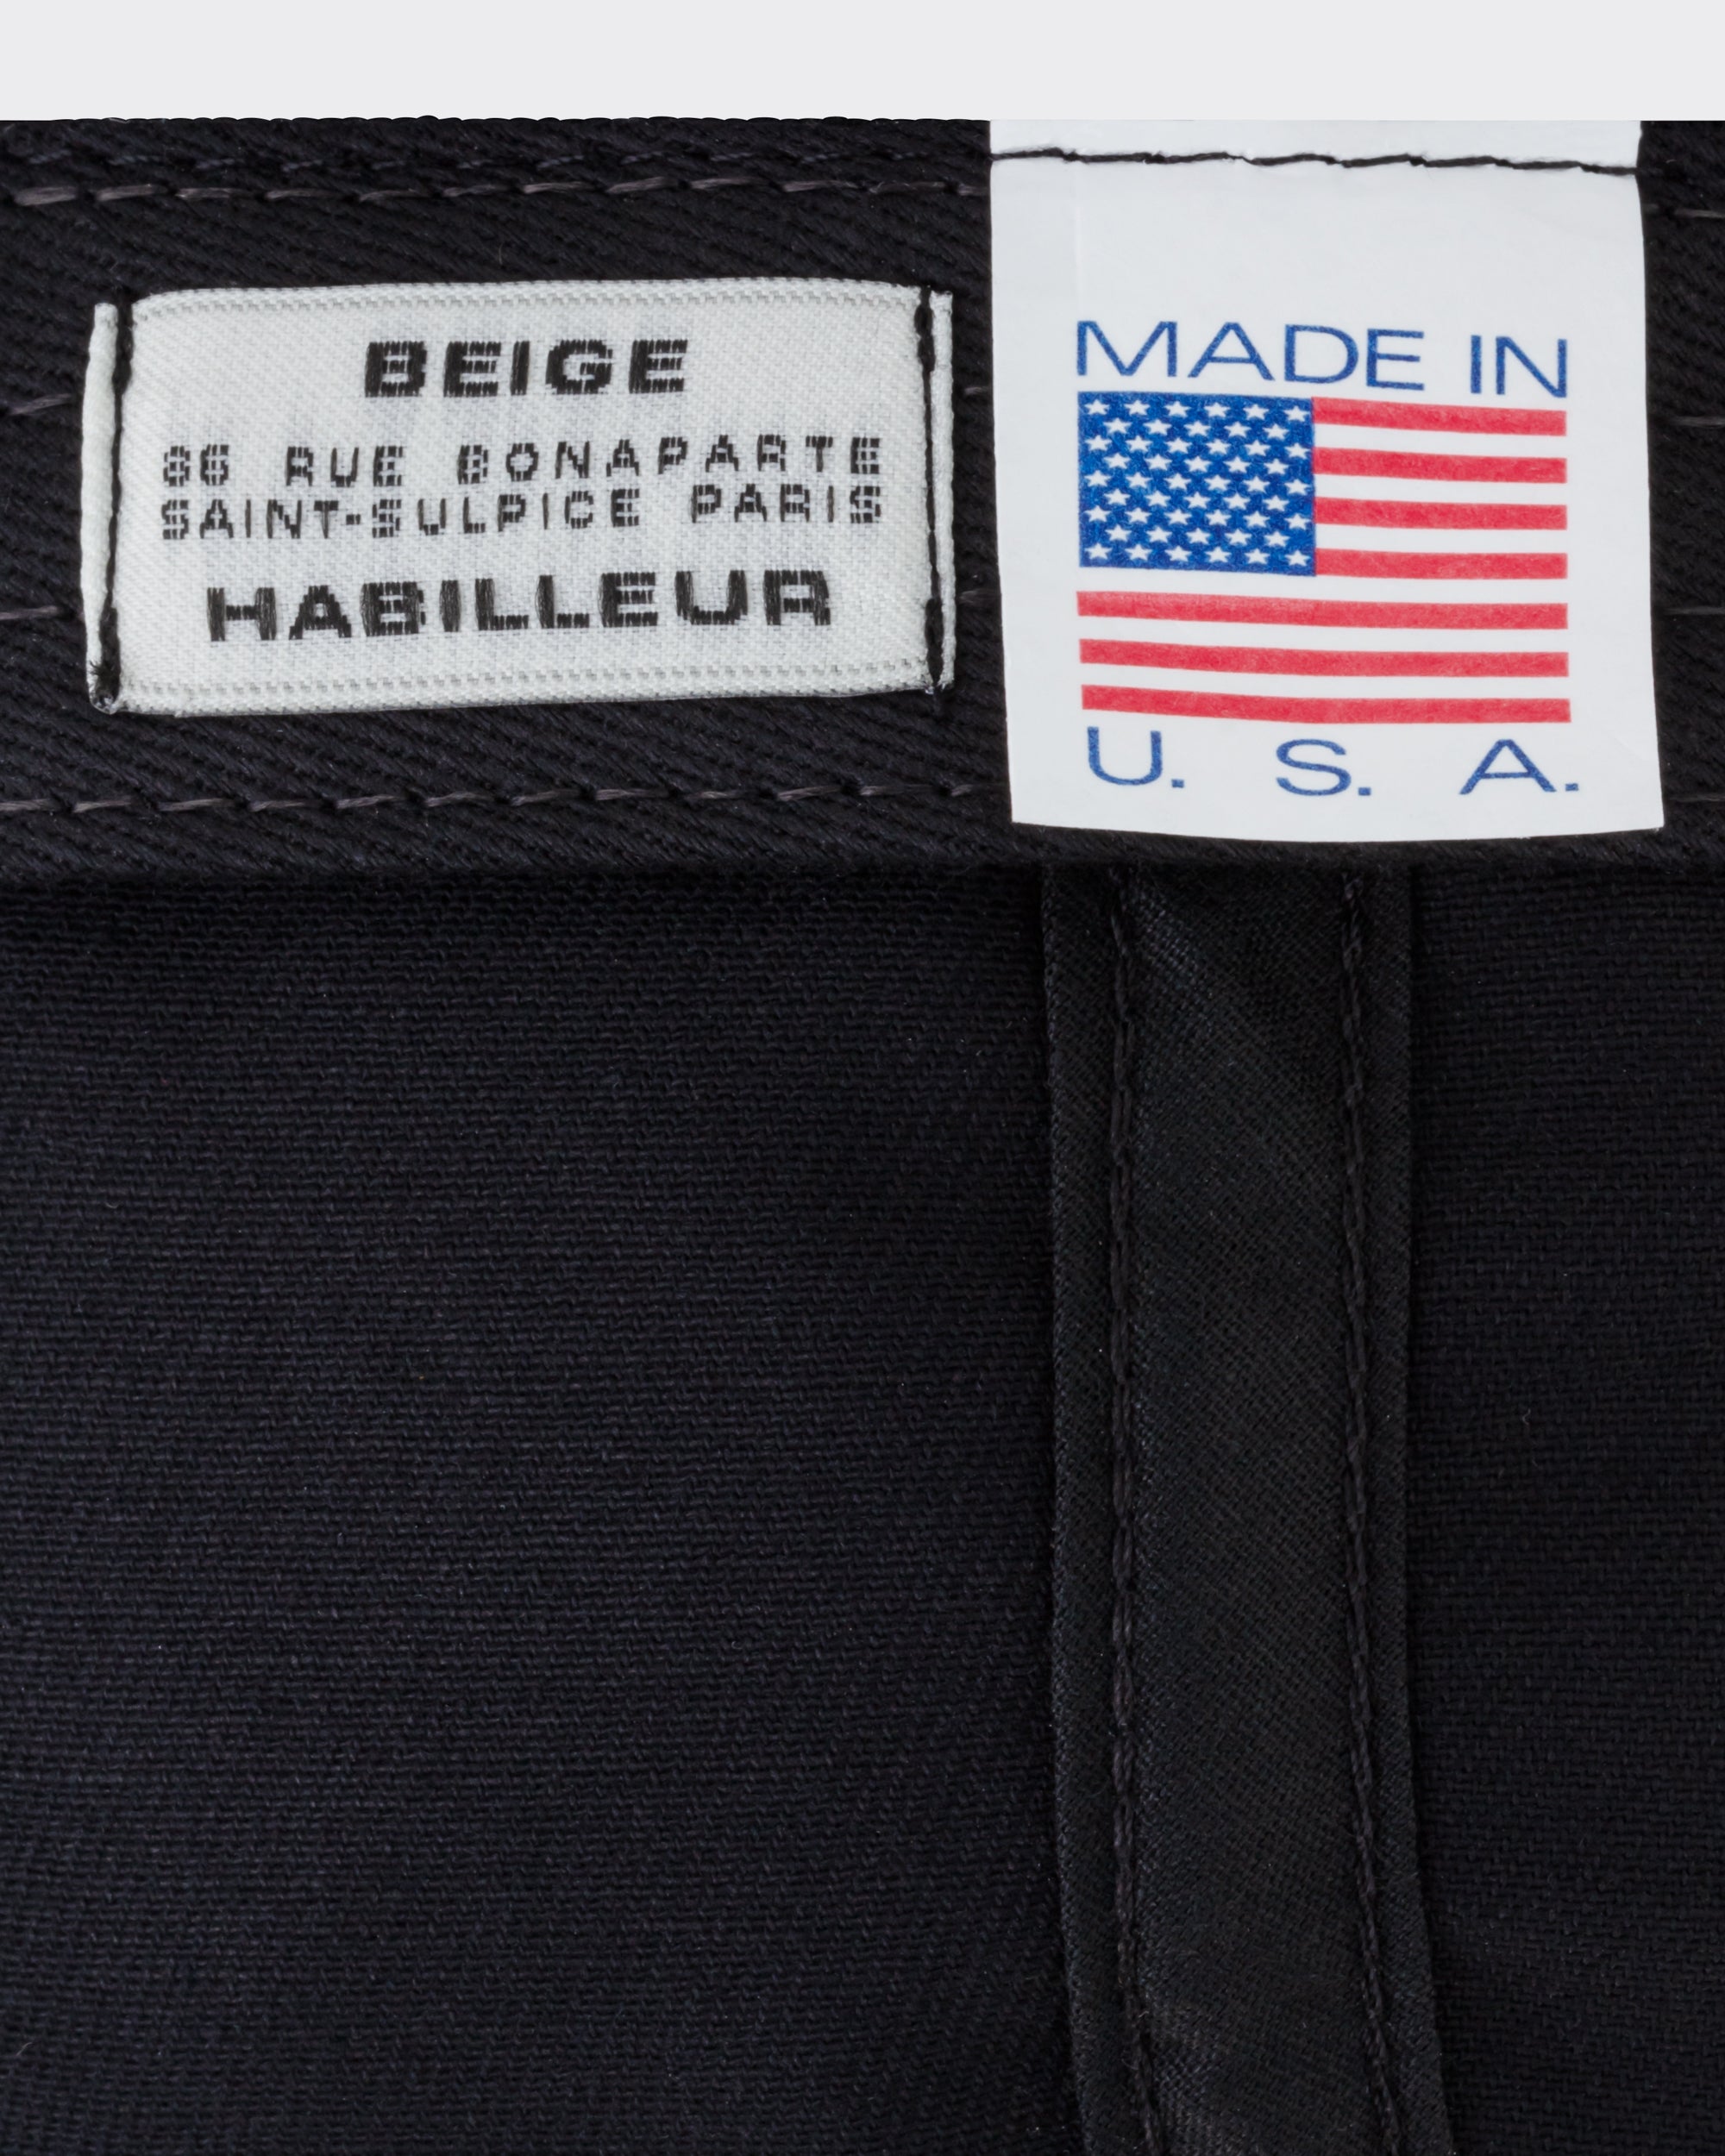 BEIGE
86 RUE BONAPARTE
SAINT-SULPICE PARIS
HABILLEUR
MADE IN
U. S. A.